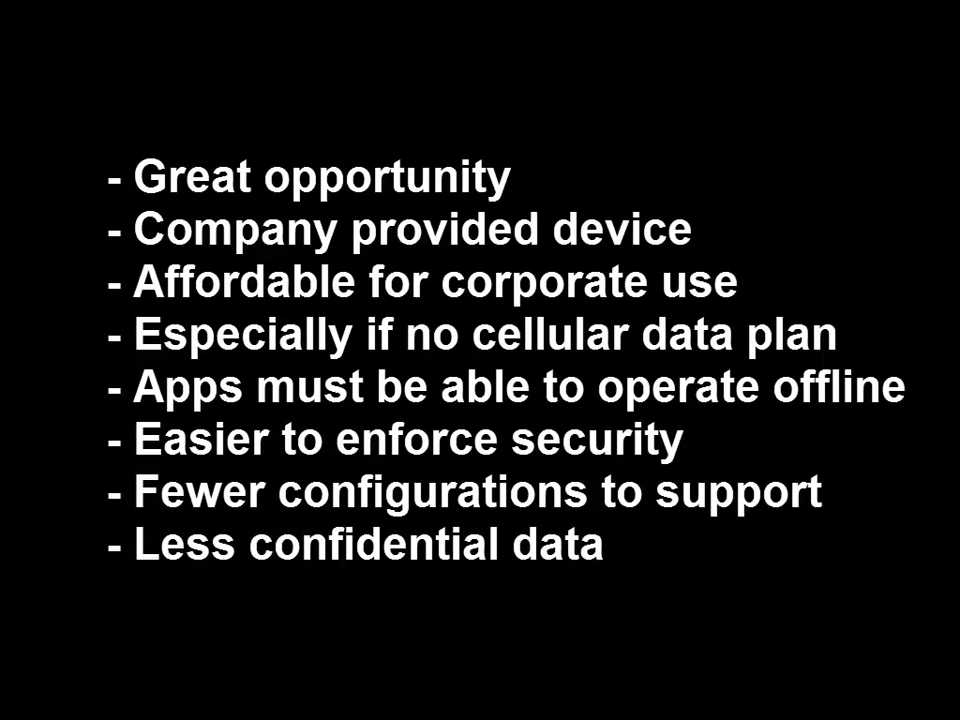 - Great opportunity
- Company provided device
- Affordable for corporate use
- Especially if no cellular data plan
- Apps must be able to operate offline
- Easier to enforce security
- Fewer configurations to support
- Less confidential data